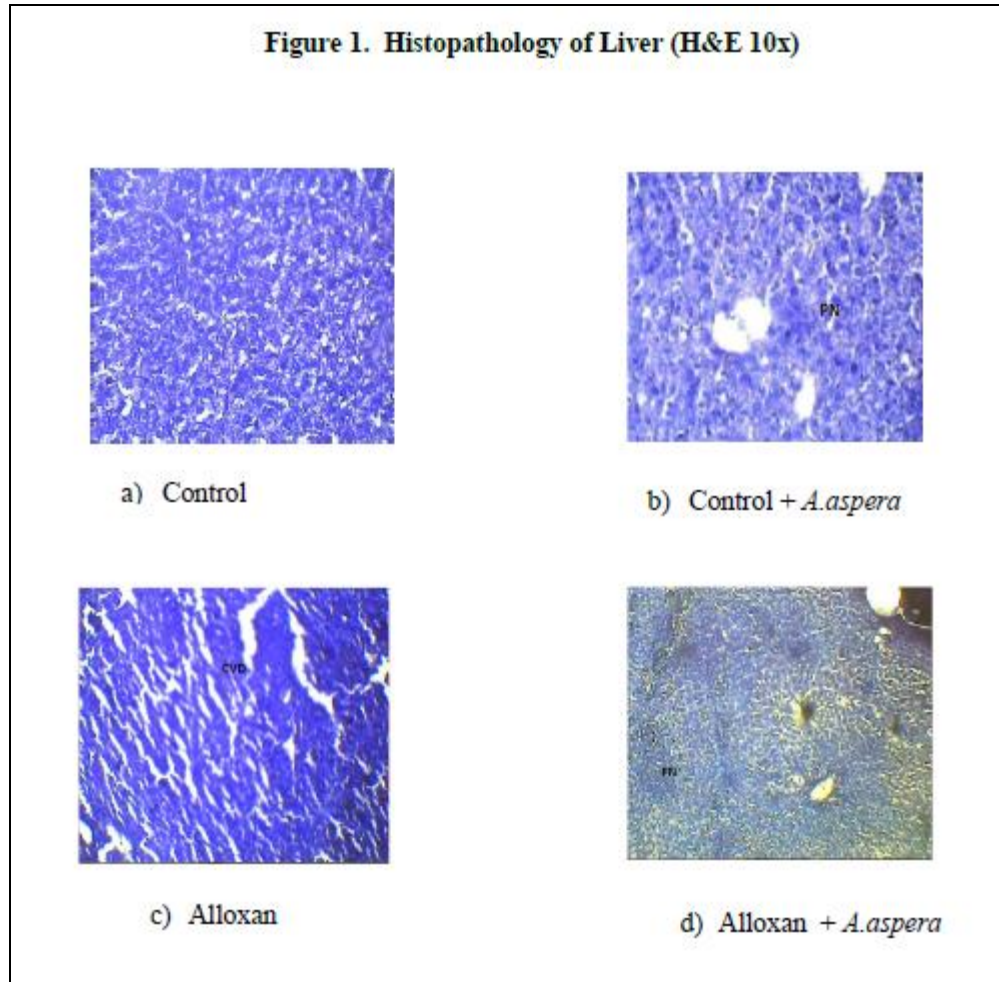 Figure 1. Histopathology of Liver (H&E 10x)
PN
a) Control
b) Control + A.aspera
CVD
PN
c) Alloxan
d) Alloxan + A.aspera